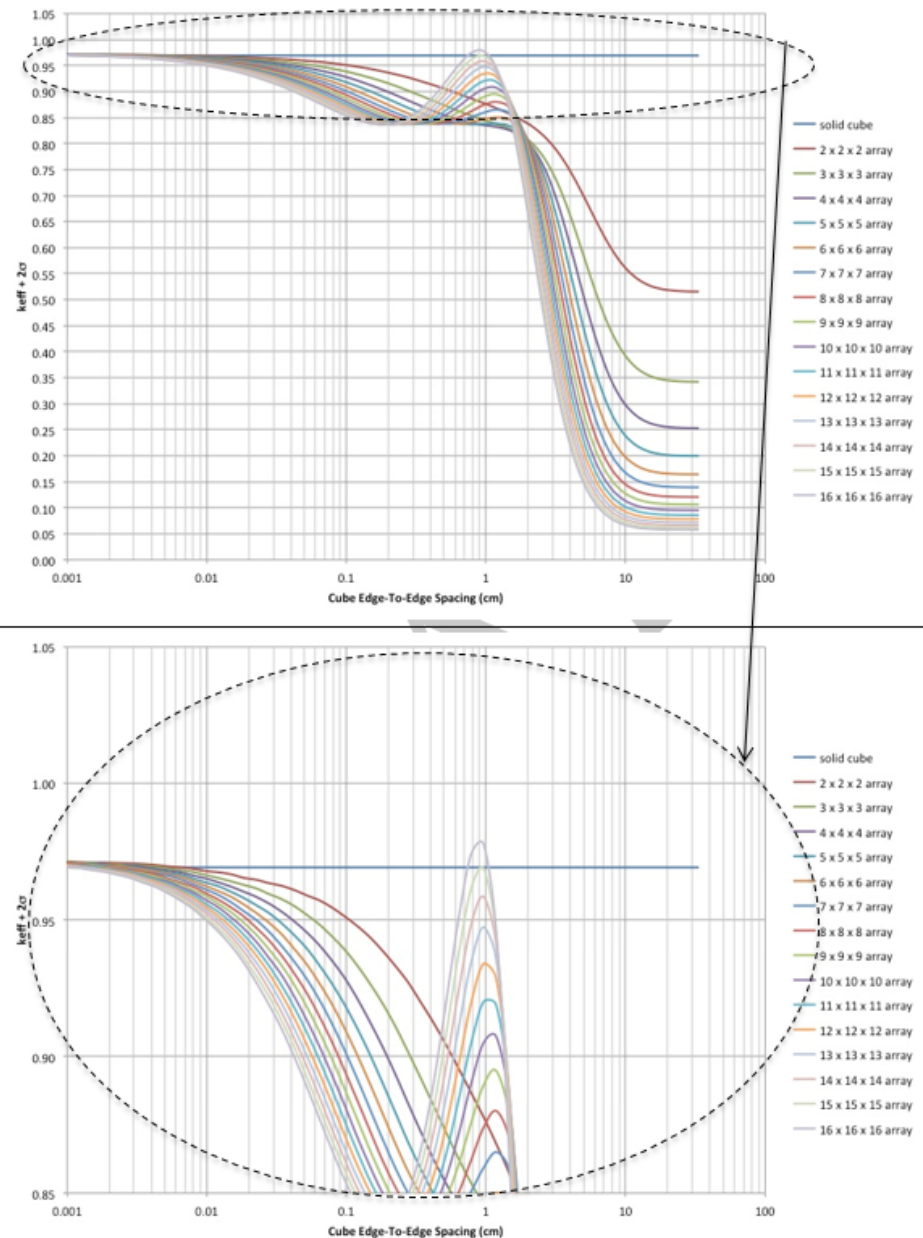 1.05
1.00
0.95
0.90
0.85
0.80
0.75
0.70
0.65
0.60
0.55
0.50
0.45
0.40
0.35
0.30
0.25
0.20
0.15
0.10
0.05
0.00
keff + 2σ
0.001 0.01 0.1 1 10 100
Cube Edge-To-Edge Spacing (cm)
solid cube
2 x 2 x 2 array
3 x 3 x 3 array
4 x 4 x 4 array
5 x 5 x 5 array
6 x 6 x 6 array
7 x 7 x 7 array
8 x 8 x 8 array
9 x 9 x 9 array
10 x 10 x 10 array
11 x 11 x 11 array
12 x 12 x 12 array
13 x 13 x 13 array
14 x 14 x 14 array
15 x 15 x 15 array
16 x 16 x 16 array
1.05
1.00
0.95
0.90
0.85
keff + 2σ
0.001 0.01 0.1 1 10 100
Cube Edge-To-Edge Spacing (cm)
solid cube
2 x 2 x 2 array
3 x 3 x 3 array
4 x 4 x 4 array
5 x 5 x 5 array
6 x 6 x 6 array
7 x 7 x 7 array
8 x 8 x 8 array
9 x 9 x 9 array
10 x 10 x 10 array
11 x 11 x 11 array
12 x 12 x 12 array
13 x 13 x 13 array
14 x 14 x 14 array
15 x 15 x 15 array
16 x 16 x 16 array